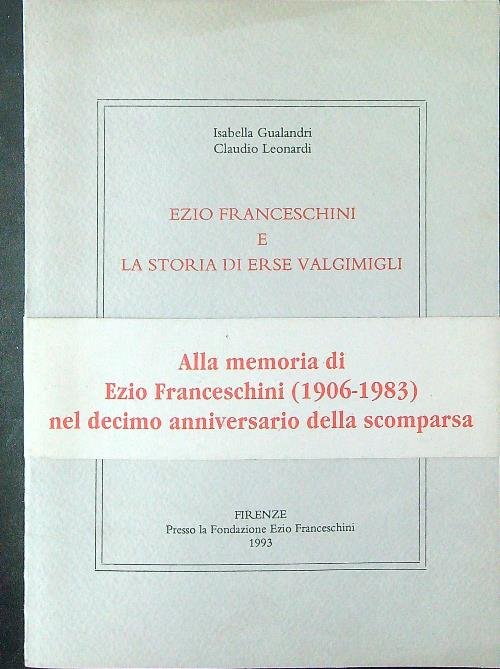 Isabella Gualandri
Claudio Leonardi
EZIO FRANCESCHINI
E
LA STORIA DI ERSE VALGIMIGLI
Alla memoria di
Ezio Franceschini (1906-1983)
nel decimo anniversario della scomparsa
FIRENZE
Presso la Fondazione Ezio Franceschini
1993